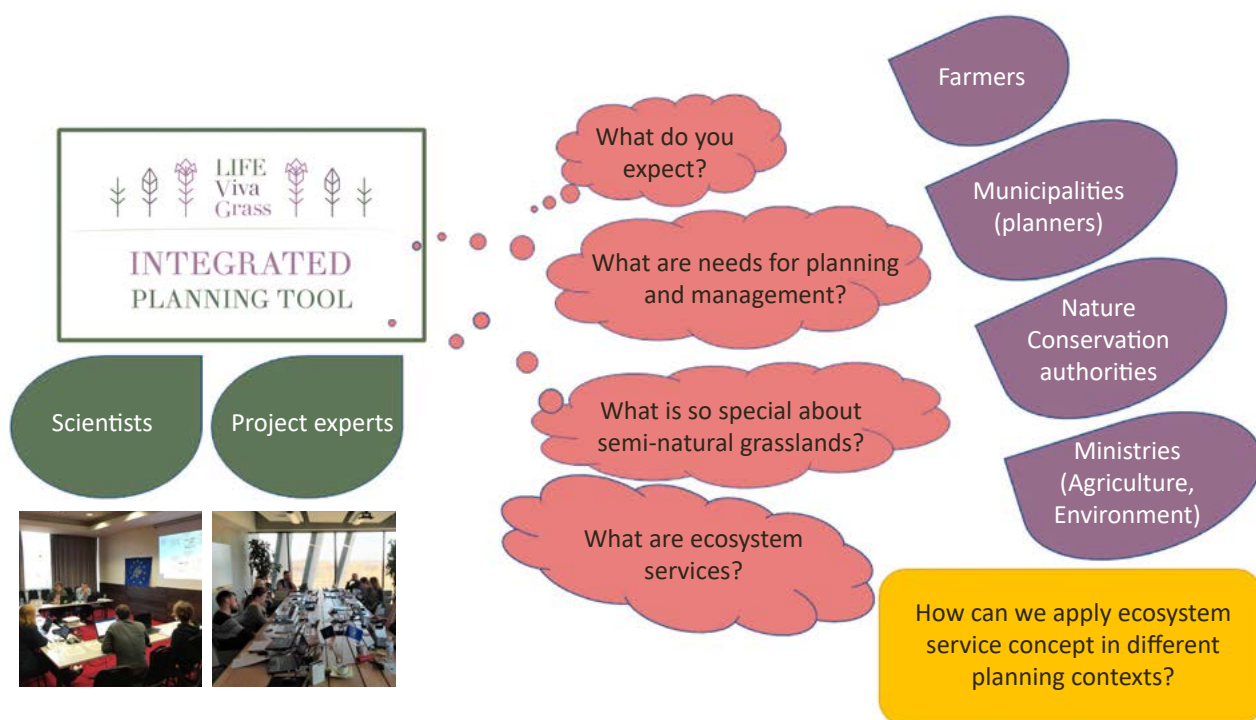 LIFE
Viva
Grass
INTEGRATED
PLANNING TOOL
Scientists
Project experts
What do you
expect?
What are needs for planning
and management?
What is so special about
semi-natural grasslands?
What are ecosystem
services?
Farmers
Municipalities
(planners)
Nature
Conservation
authorities
Ministries
(Agriculture,
Environment)
How can we apply ecosystem
service concept in different
planning contexts?